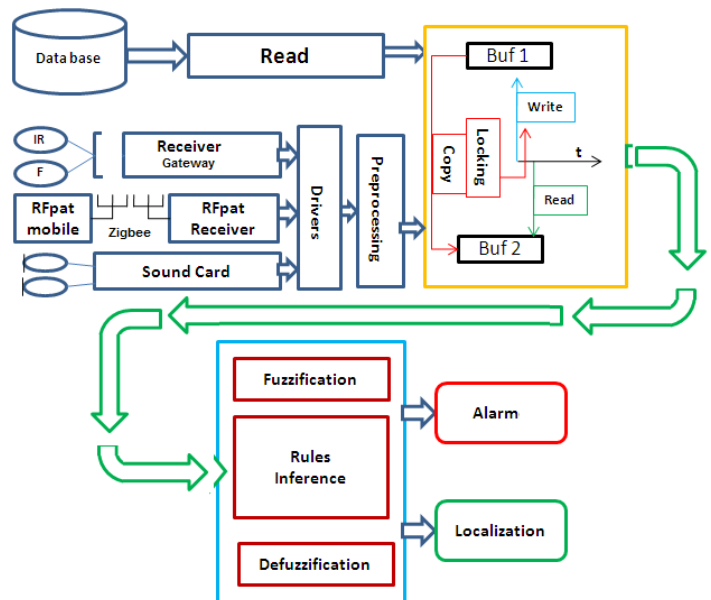 Data base
Read
Buf 1
Write
Locking
Copy
t
Read
Buf 2
IR
F
Receiver
Gateway
RFpat
mobile
Zigbee
RFpat
Receiver
Sound Card
Drivers
Preprocessing
Fuzzification
Rules
Inference
Defuzzification
Alarm
Localization